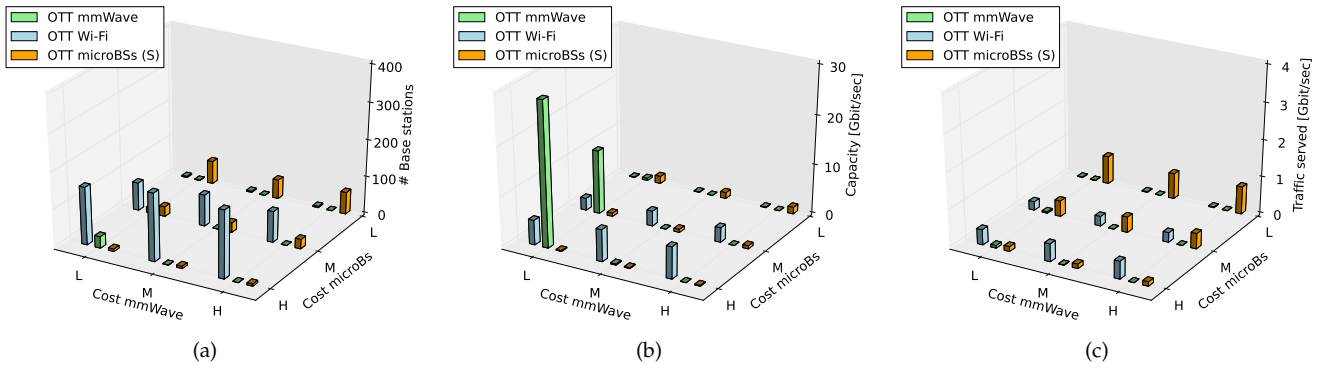 OTT mmWave
OTT Wi-Fi
OTT microBSs (S)
400
300
200
100
0
# Base stations
L
M
H
Cost microBs
L
M
H
Cost mmWave
(a)
OTT mmWave
OTT Wi-Fi
OTT microBSs (S)
30
20
10
0
Capacity [Gbit/sec]
L
M
H
Cost microBs
L
M
H
Cost mmWave
(b)
OTT mmWave
OTT Wi-Fi
OTT microBSs (S)
4
3
2
1
0
Traffic served [Gbit/sec]
L
M
H
Cost microBs
L
M
H
Cost mmWave
(c)